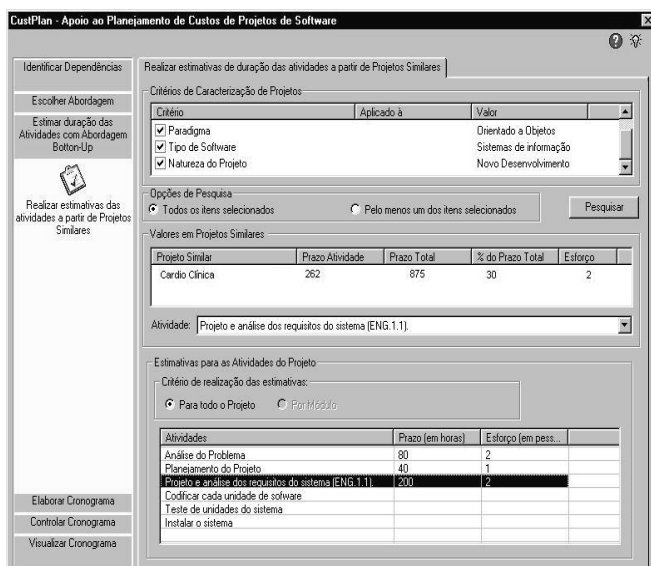 CustPlan - Apoio ao Planejamento de Custos de Projetos de Software
Identificar Dependências
Escolher Abordagem
Estimar duração das
Atividades com Abordagem
Botton-Up
Realizar estimativas das
atividades a partir de Projetos
Similares
Elaborar Cronograma
Controlar Cronograma
Visualizar Cronograma
Realizar estimativas de duração das atividades a partir de Projetos Similares
Critérios de Caracterização de Projetos
Critério Aplicado à Valor
Paradigma Orientado a Objetos
Tipo de Software Sistemas de informação
Natureza do Projeto Novo Desenvolvimento
Opções de Pesquisa
Todos os itens selecionados Pelo menos um dos itens selecionados Pesquisar
Valores em Projetos Similares
Projeto Similar Prazo Atividade Prazo Total % do Prazo Total Esforço
Cardio Clínica 262 875 30 2
Atividade: Projeto e análise dos requisitos do sistema (ENG.1.1).
Estimativas para as Atividades do Projeto
Critério de realização das estimativas:
Para todo o Projeto Por Módulo
Atividades Prazo (em horas) Esforço (em pess...
Análise do Problema 80 2
Planejamento do Projeto 40 1
Projeto e análise dos requisitos do sistema (ENG.1.1). 200 2
Codificar cada unidade de sofware
Teste de unidades do sistema
Instalar o sistema